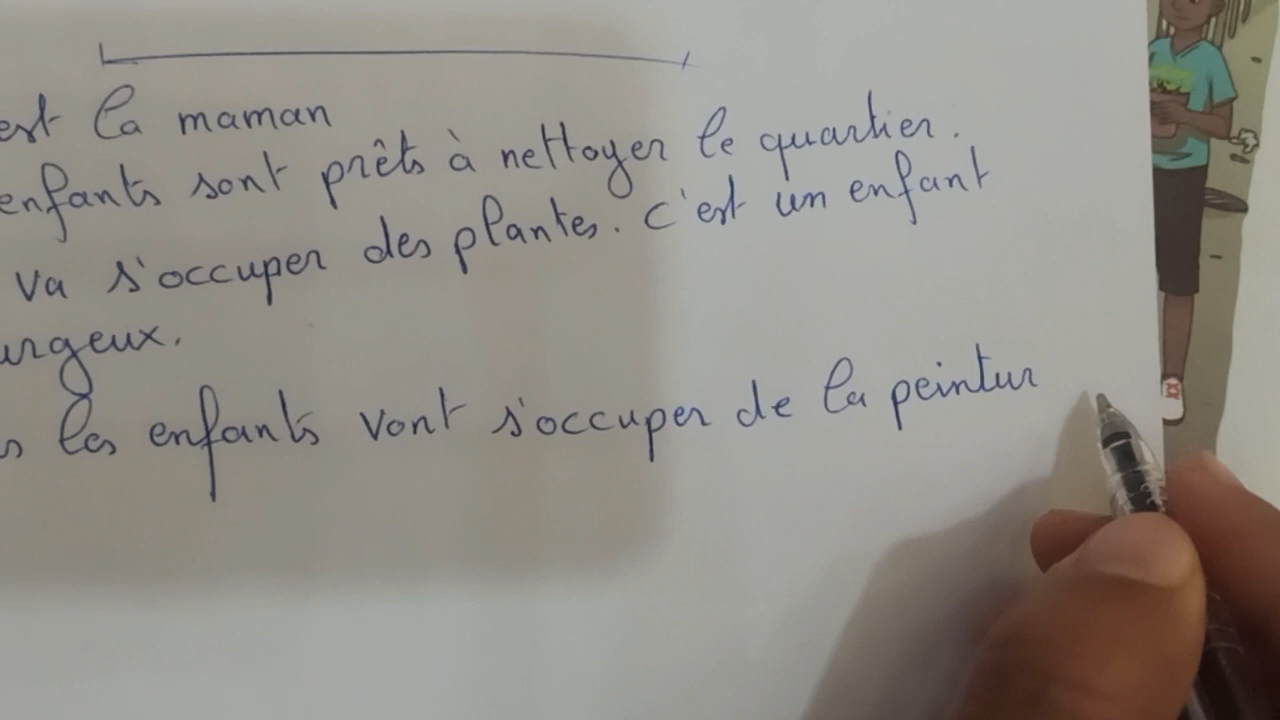 est la maman
enfants sont prêts à nettoyer le quartier.
va s'occuper des plantes. c'est un enfant
urgeux.
s les enfants vont s'occuper de la peintur